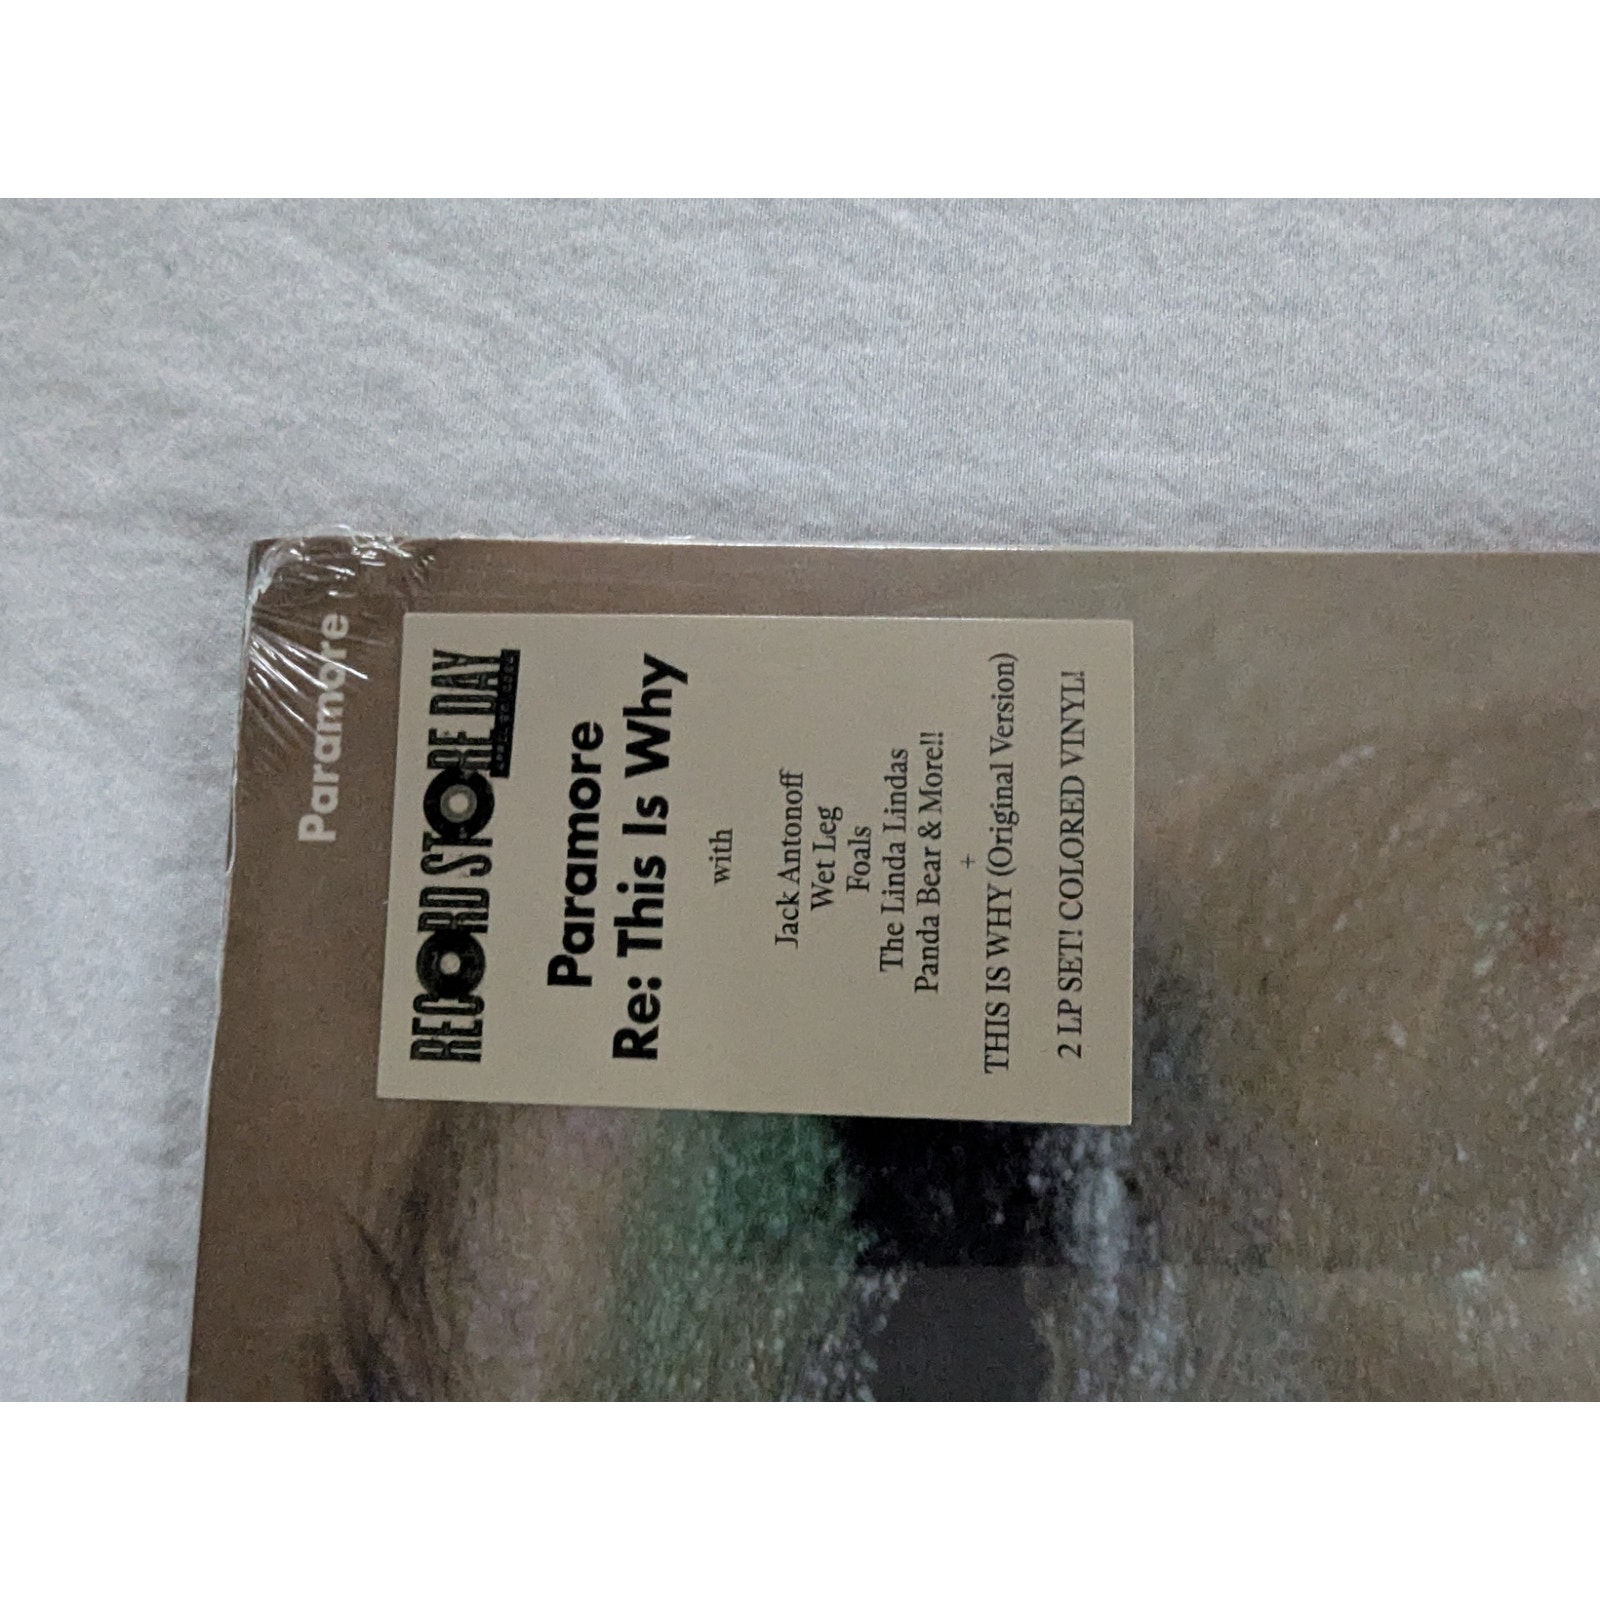 Paramore
RECORD STORE DAY
Paramore
Re: This Is Why
with
Jack Antonoff
Wet Leg
Foals
The Linda Lindas
Panda Bear & More!!
+
THIS IS WHY (Original Version)
2 LP SET! COLORED VINYL!